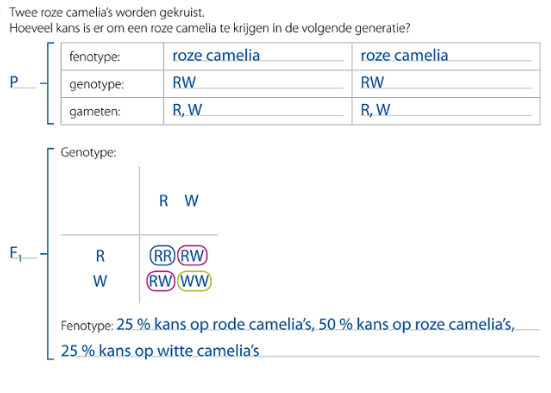 Twee roze camelia's worden gekruist.
Hoeveel kans is er om een roze camelia te krijgen in de volgende generatie?
fenotype: roze camelia roze camelia
P genotype: RW RW
gameten: R, W R, W
Genotype:
R W
F1 R RR RW
W RW WW
Fenotype: 25 % kans op rode camelia's, 50 % kans op roze camelia's,
25 % kans op witte camelia's